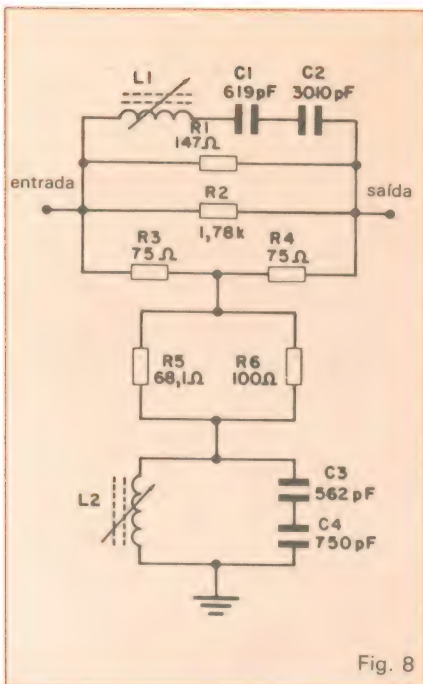 L1
C1
619pF
C2
3010pF
R1
147Ω
entrada
saída
R2
1,78k
R3
75Ω
R4
75Ω
R5
68,1Ω
R6
100Ω
L2
C3
562pF
C4
750pF
Fig. 8